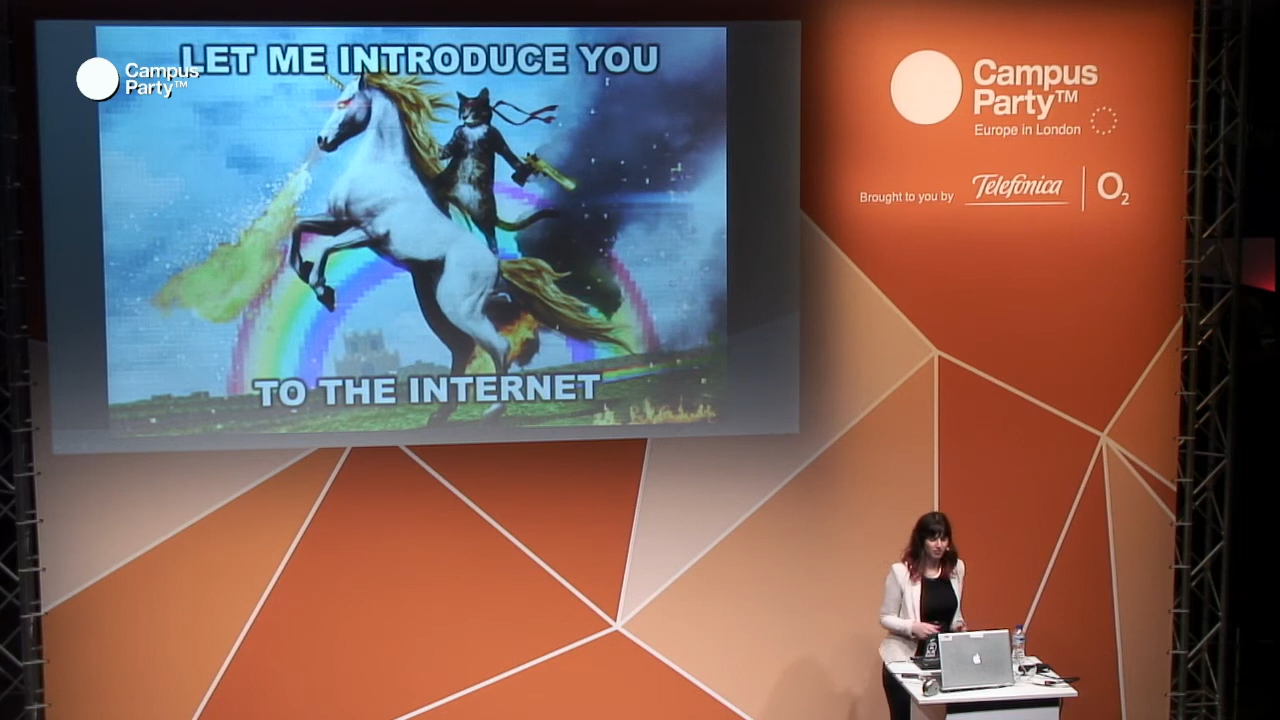 LET ME INTRODUCE YOU
TO THE INTERNET
Campus
Party™
Campus
Party™
Europe in London
Brought to you by
Telefónica
O2